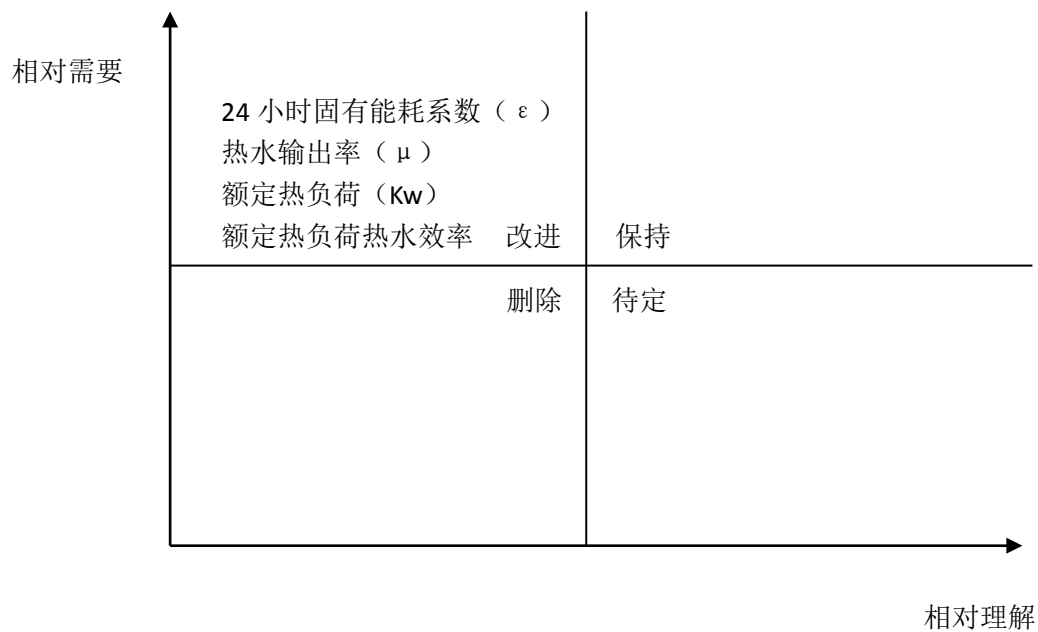 相对需要
24 小时固有能耗系数（ε）
热水输出率（μ）
额定热负荷（Kw）
额定热负荷热水效率 改进 保持
删除 待定
相对理解